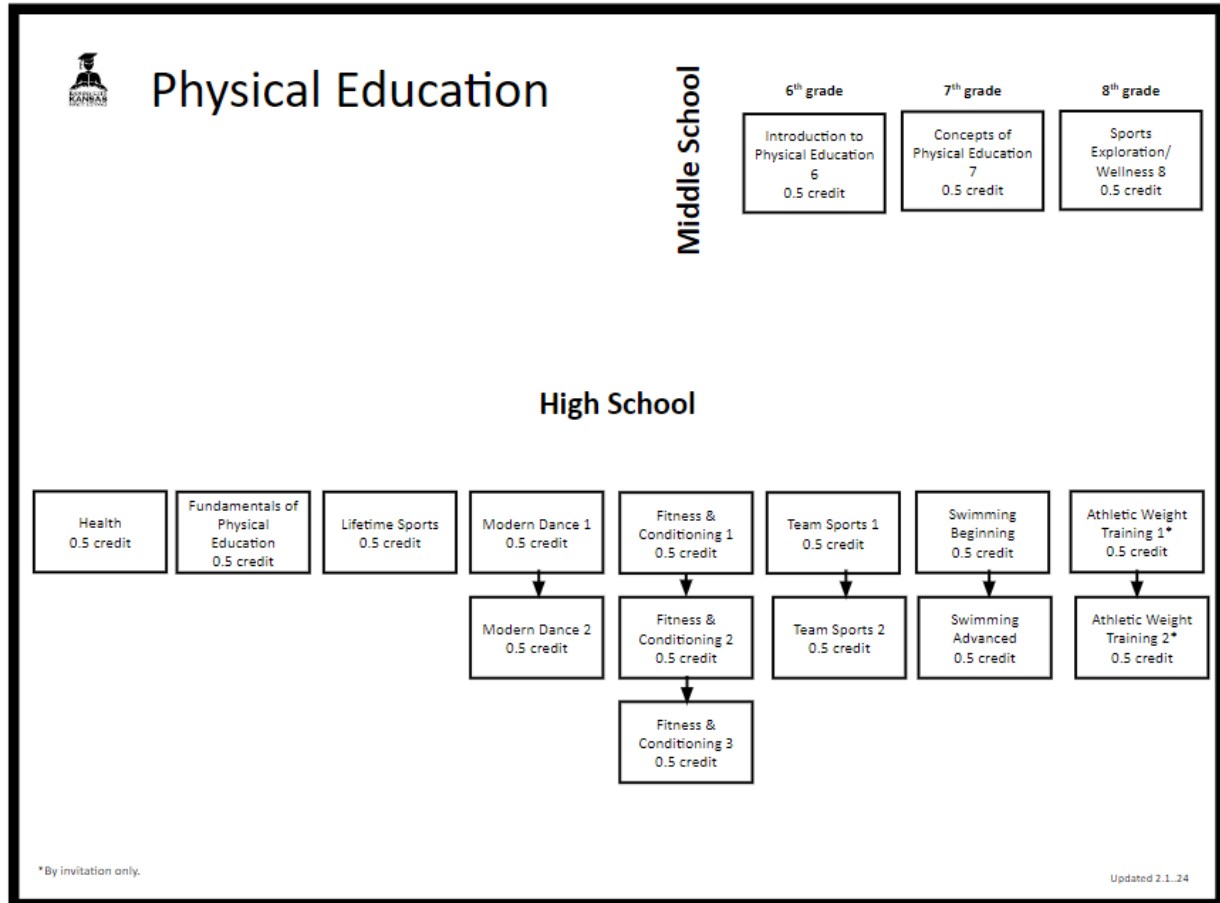 Physical Education
KANSAS
Middle School
6th grade
7th grade
8th grade
Introduction to
Physical Education
6
0.5 credit
Concepts of
Physical Education
7
0.5 credit
Sports
Exploration/
Wellness 8
0.5 credit
High School
Health
0.5 credit
Fundamentals of
Physical
Education
0.5 credit
Lifetime Sports
0.5 credit
Modern Dance 1
0.5 credit
Fitness &
Conditioning 1
0.5 credit
Team Sports 1
0.5 credit
Swimming
Beginning
0.5 credit
Athletic Weight
Training 1*
0.5 credit
Modern Dance 2
0.5 credit
Fitness &
Conditioning 2
0.5 credit
Team Sports 2
0.5 credit
Swimming
Advanced
0.5 credit
Athletic Weight
Training 2*
0.5 credit
Fitness &
Conditioning 3
0.5 credit
*By invitation only.
Updated 2.1..24